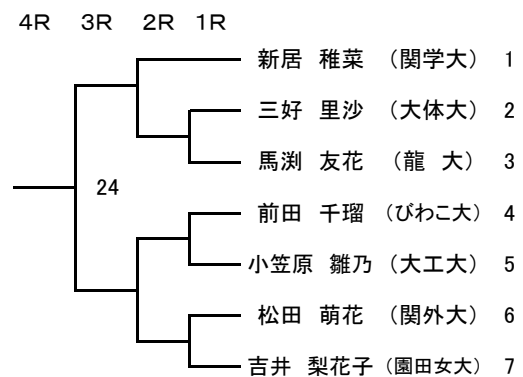 4R 3R 2R 1R
新居 稚菜 (関学大) 1
三好 里沙 (大体大) 2
馬渕 友花 (龍 大) 3
24
前田 千瑠 (びわこ大) 4
小笠原 雛乃 (大工大) 5
松田 萌花 (関外大) 6
吉井 梨花子 (園田女大) 7